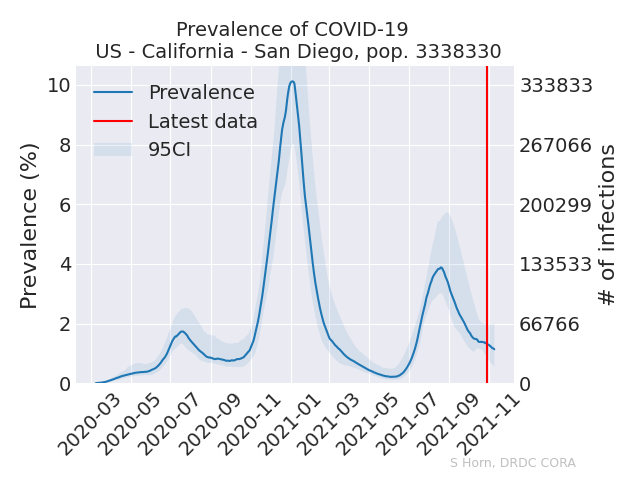 Prevalence of COVID-19
US - California - San Diego, pop. 3338330
Prevalence
Latest data
95CI
Prevalence (%)
10
8
6
4
2
0
333833
267066
200299
133533
66766
0
# of infections
2020-03
2020-05
2020-07
2020-09
2020-11
2021-01
2021-03
2021-05
2021-07
2021-09
2021-11
S Horn, DRDC CORA